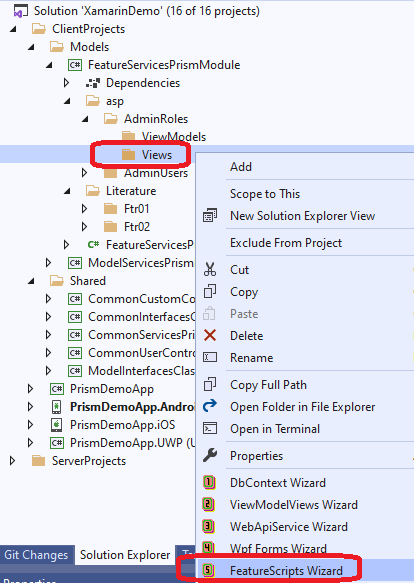 Solution 'XamarinDemo' (16 of 16 projects)
ClientProjects
Models
FeatureServicesPrismModule
Dependencies
asp
AdminRoles
ViewModels
Views
AdminUsers
Literature
Ftr01
Ftr02
C# FeatureServicesP
ModelServicesPrism
Shared
CommonCustomCo
CommonInterfacesC
CommonServicesPri
CommonUserContro
ModelInterfacesClas
PrismDemoApp
PrismDemoApp.Andro
PrismDemoApp.iOS
PrismDemoApp.UWP (U
ServerProjects
Add
Scope to This
New Solution Explorer View
Exclude From Project
Cut
Copy
Paste
Delete
Rename
Copy Full Path
Open Folder in File Explorer
Open in Terminal
Properties
1 DbContext Wizard
2 ViewModelViews Wizard
3 WebApiService Wizard
4 Wpf Forms Wizard
5 FeatureScripts Wizard
Git Changes Solution Explorer
Properties